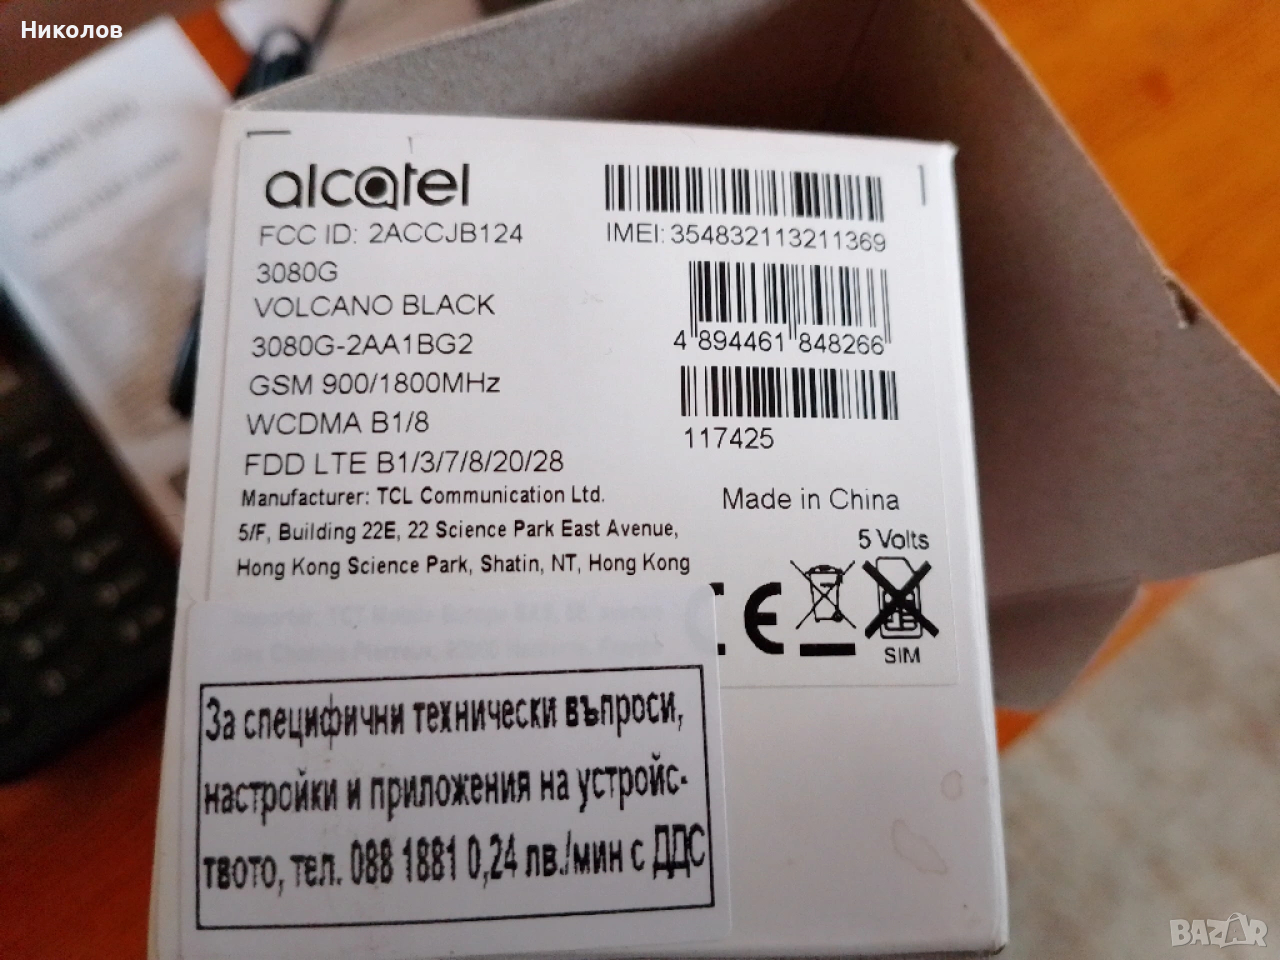 Николов
alcatel
FCC ID: 2ACCJB124
3080G
VOLCANO BLACK
3080G-2AA1BG2
GSM 900/1800MHz
WCDMA B1/8
FDD LTE B1/3/7/8/20/28
Manufacturer: TCL Communication Ltd.
5/F, Building 22E, 22 Science Park East Avenue,
Hong Kong Science Park, Shatin, NT, Hong Kong
IMEI: 354832113211369
4 894461 848266
117425
Made in China
5 Volts
CE
SIM
За специфични технически въпроси,
настройки и приложения на устройс-
твото, тел. 088 1881 0,24 лв./мин с ДДС
BAZAR